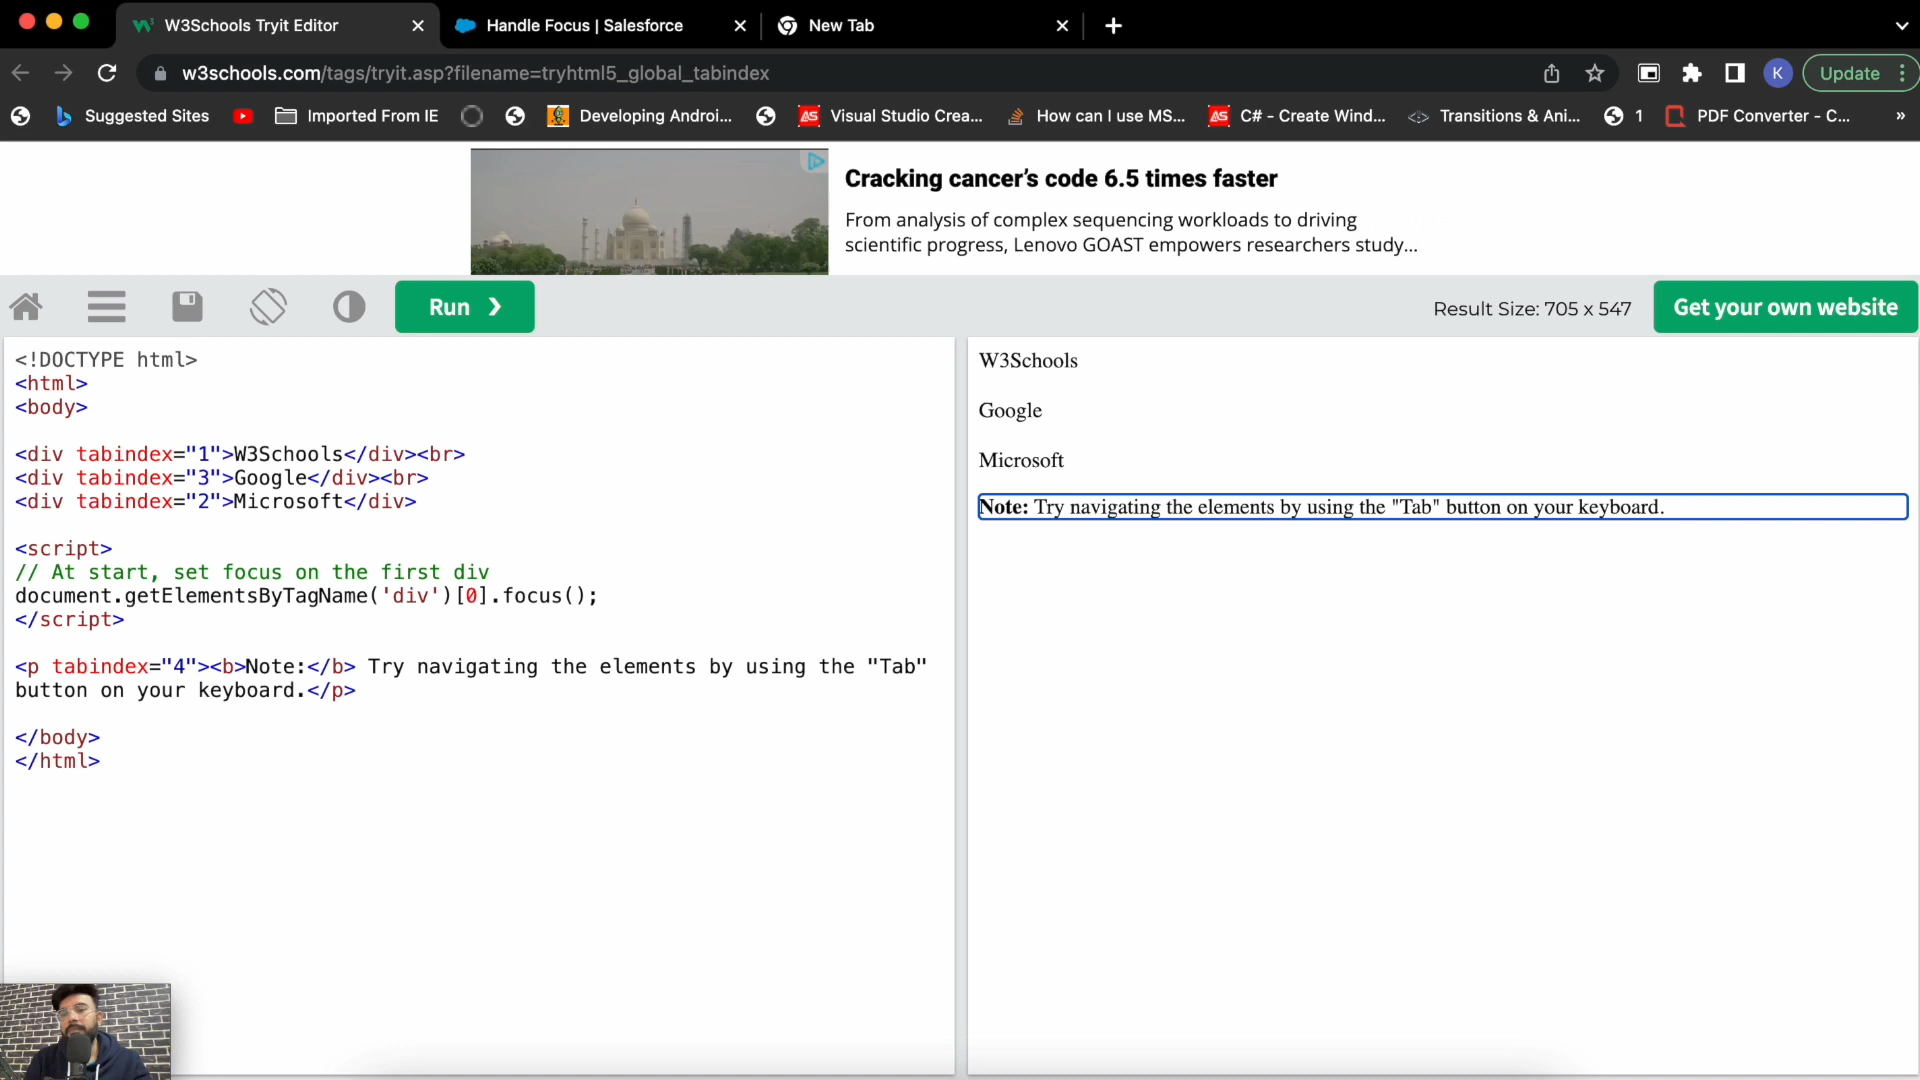 W3Schools Tryit Editor
Handle Focus | Salesforce
New Tab
w3schools.com/tags/tryit.asp?filename=tryhtml5_global_tabindex
K
Update
Suggested Sites
Imported From IE
Developing Androi...
Visual Studio Crea...
How can I use MS...
C# - Create Wind...
Transitions & Ani...
1
PDF Converter - C...
»
Cracking cancer’s code 6.5 times faster
From analysis of complex sequencing workloads to driving
scientific progress, Lenovo GOAST empowers researchers study...
Run ❯
Result Size: 705 x 547
Get your own website
<!DOCTYPE html>
<html>
<body>
<div tabindex="1">W3Schools</div><br>
<div tabindex="3">Google</div><br>
<div tabindex="2">Microsoft</div>
<script>
// At start, set focus on the first div
document.getElementsByTagName('div')[0].focus();
</script>
<p tabindex="4"><b>Note:</b> Try navigating the elements by using the "Tab"
button on your keyboard.</p>
</body>
</html>
W3Schools
Google
Microsoft
Note: Try navigating the elements by using the "Tab" button on your keyboard.